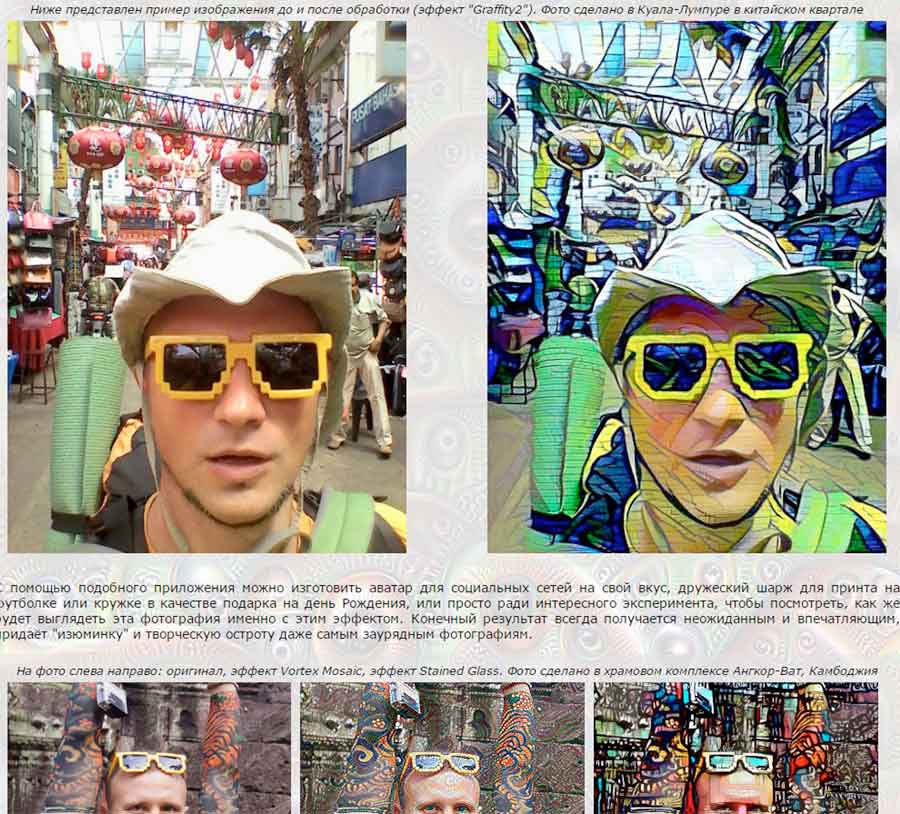 Ниже представлен пример изображения до и после обработки (эффект "Graffity2"). Фото сделано в Куала-Лумпуре в китайском квартале
PUSAT BAHAS
С помощью подобного приложения можно изготовить аватар для социальных сетей на свой вкус, дружеский шарж для принта на
футболке или кружке в качестве подарка на день Рождения, или просто ради интересного эксперимента, чтобы посмотреть, как же
будет выглядеть эта фотография именно с этим эффектом. Конечный результат всегда получается неожиданным и впечатляющим,
придает "изюминку" и творческую остроту даже самым заурядным фотографиям.
На фото слева направо: оригинал, эффект Vortex Mosaic, эффект Stained Glass. Фото сделано в храмовом комплексе Ангкор-Ват, Камбоджия